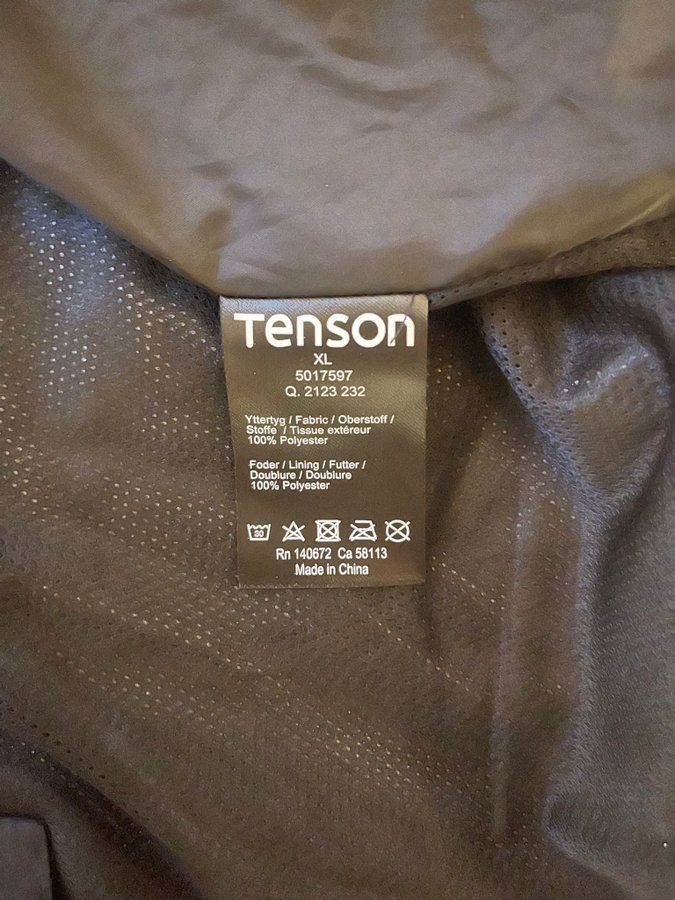 Tenson
XL
5017597
Q. 2123 232
Yttertyg / Fabric / Oberstoff /
Stoffe / Tissue extéreur
100% Polyester
Foder / Lining / Futter /
Doublure / Doublure
100% Polyester
30
Rn 140672 Ca 58113
Made in China